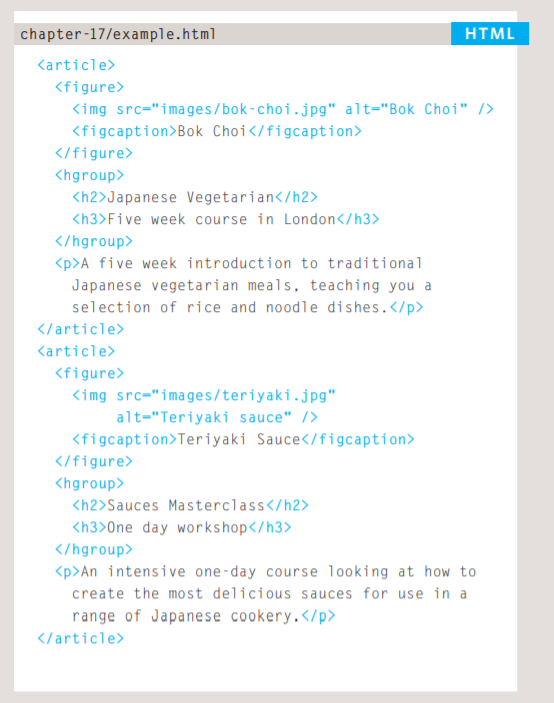 chapter-17/example.html HTML
<article>
<figure>
<img src="images/bok-choi.jpg" alt="Bok Choi" />
<figcaption>Bok Choi</figcaption>
</figure>
<hgroup>
<h2>Japanese Vegetarian</h2>
<h3>Five week course in London</h3>
</hgroup>
<p>A five week introduction to traditional
Japanese vegetarian meals, teaching you a
selection of rice and noodle dishes.</p>
</article>
<article>
<figure>
<img src="images/teriyaki.jpg"
alt="Teriyaki sauce" />
<figcaption>Teriyaki Sauce</figcaption>
</figure>
<hgroup>
<h2>Sauces Masterclass</h2>
<h3>One day workshop</h3>
</hgroup>
<p>An intensive one-day course looking at how to
create the most delicious sauces for use in a
range of Japanese cookery.</p>
</article>